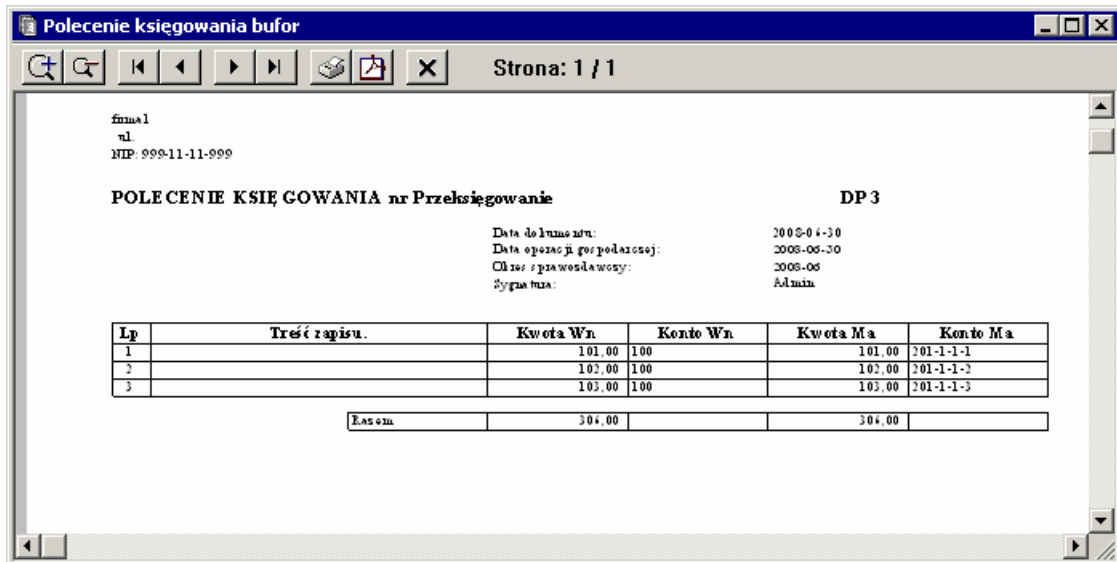 Polecenie księgowania bufor
Strona: 1 / 1
firma1
ul.
NIP: 999-11-11-999
POLECENIE KSIĘGOWANIA nr Przeksięgowanie DP 3
Data dokumentu: 2008-06-30
Data operacji gospodarczej: 2008-06-30
Okres sprawozdawczy: 2008-06
Sygnatura: Admin
Lp Treść zapisu. Kwota Wn Konto Wn Kwota Ma Konto Ma
1 101,00 100 101,00 201-1-1-1
2 102,00 100 102,00 201-1-1-2
3 103,00 100 103,00 201-1-1-3
Razem 306,00 306,00